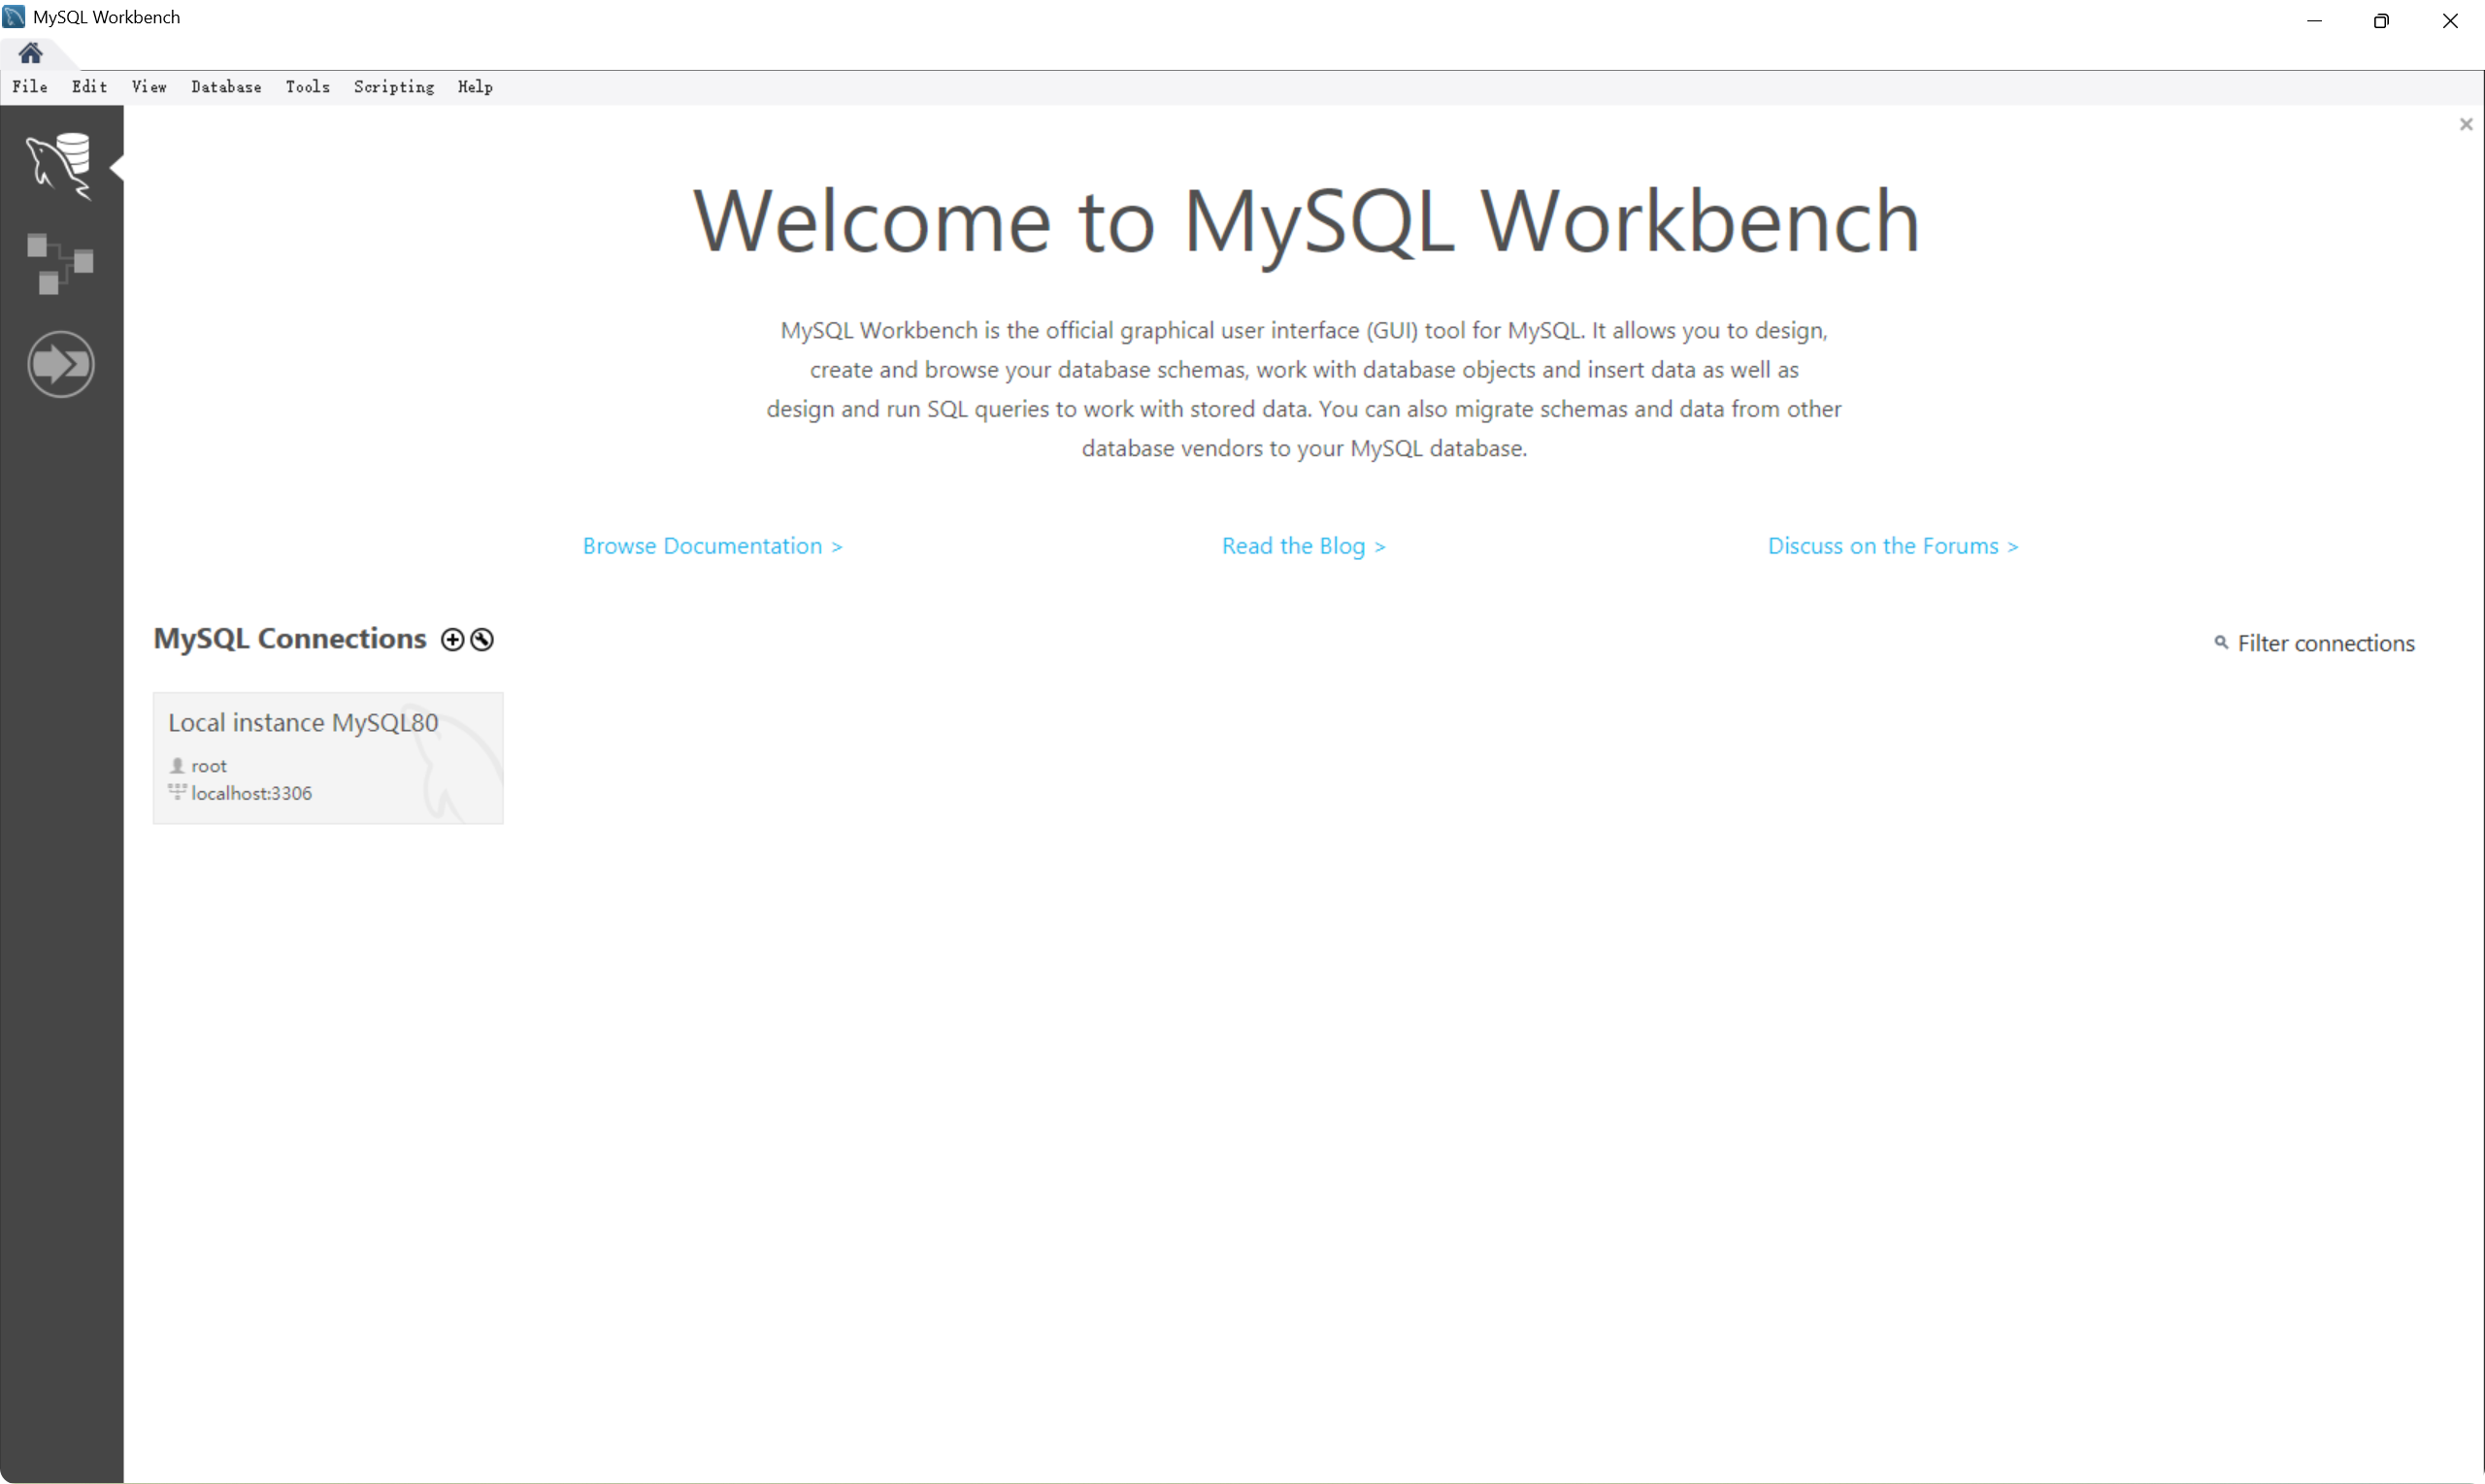 MySQL Workbench
File Edit View Database Tools Scripting Help
Welcome to MySQL Workbench
MySQL Workbench is the official graphical user interface (GUI) tool for MySQL. It allows you to design,
create and browse your database schemas, work with database objects and insert data as well as
design and run SQL queries to work with stored data. You can also migrate schemas and data from other
database vendors to your MySQL database.
Browse Documentation > Read the Blog > Discuss on the Forums >
MySQL Connections Filter connections
Local instance MySQL80
root
localhost:3306